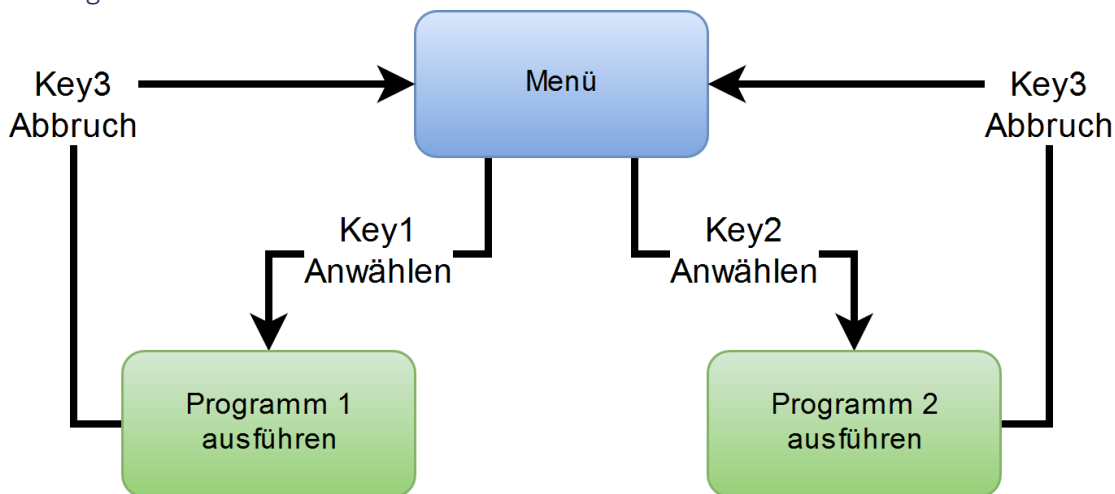 Menü
Key3
Abbruch
Key3
Abbruch
Key1
Anwählen
Key2
Anwählen
Programm 1
ausführen
Programm 2
ausführen